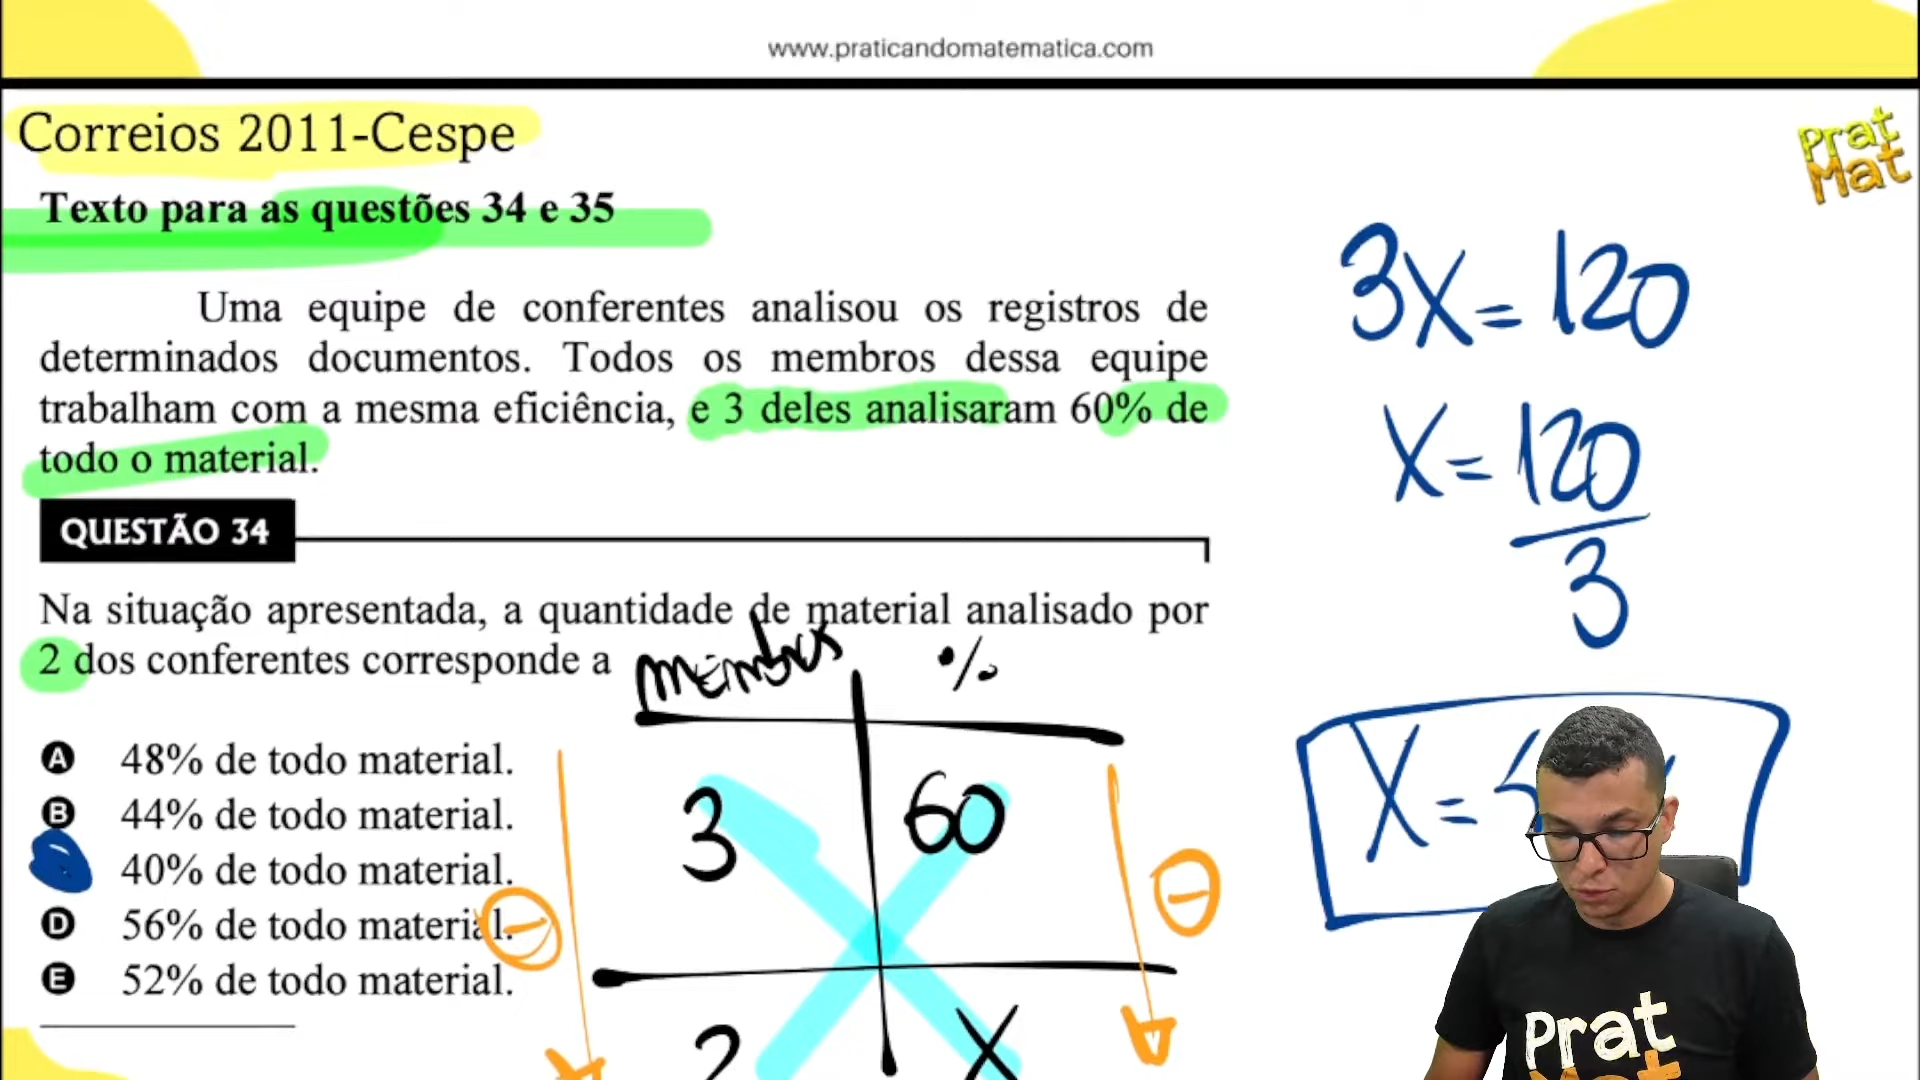 www.praticandomatematica.com
Correios 2011-Cespe
Prat
Mat
Texto para as questões 34 e 35
Uma equipe de conferentes analisou os registros de
determinados documentos. Todos os membros dessa equipe
trabalham com a mesma eficiência, e 3 deles analisaram 60% de
todo o material.
QUESTÃO 34
Na situação apresentada, a quantidade de material analisado por
2 dos conferentes corresponde a
A 48% de todo material.
B 44% de todo material.
40% de todo material.
D 56% de todo material.
E 52% de todo material.
membros %
3 60
2 X
3X = 120
X = 120
3
X =
Prat